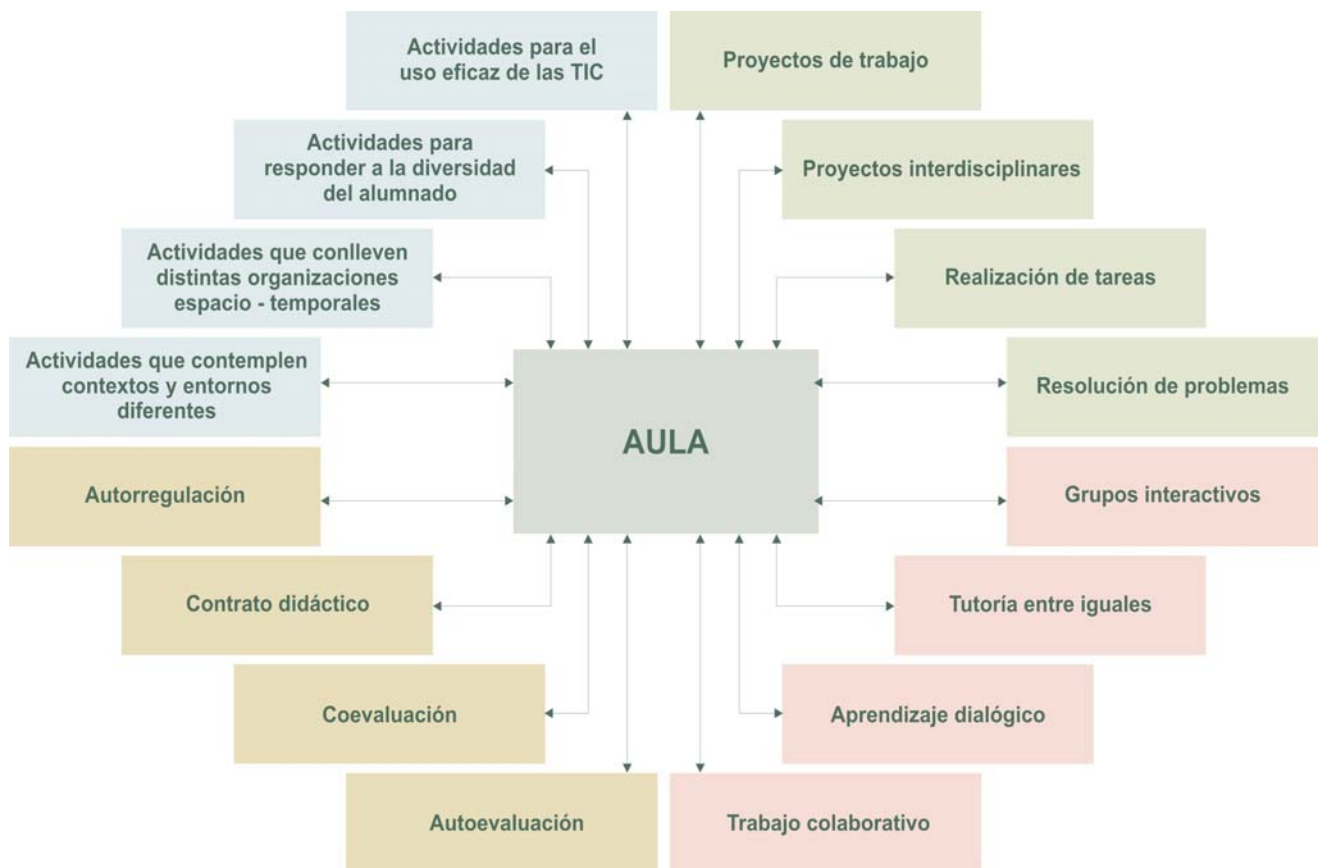 Actividades para el
uso eficaz de las TIC
Proyectos de trabajo
Actividades para
responder a la diversidad
del alumnado
Proyectos interdisciplinares
Actividades que conlleven
distintas organizaciones
espacio - temporales
Realización de tareas
Actividades que contemplen
contextos y entornos
diferentes
Resolución de problemas
AULA
Autorregulación
Grupos interactivos
Contrato didáctico
Tutoría entre iguales
Coevaluación
Aprendizaje dialógico
Autoevaluación
Trabajo colaborativo